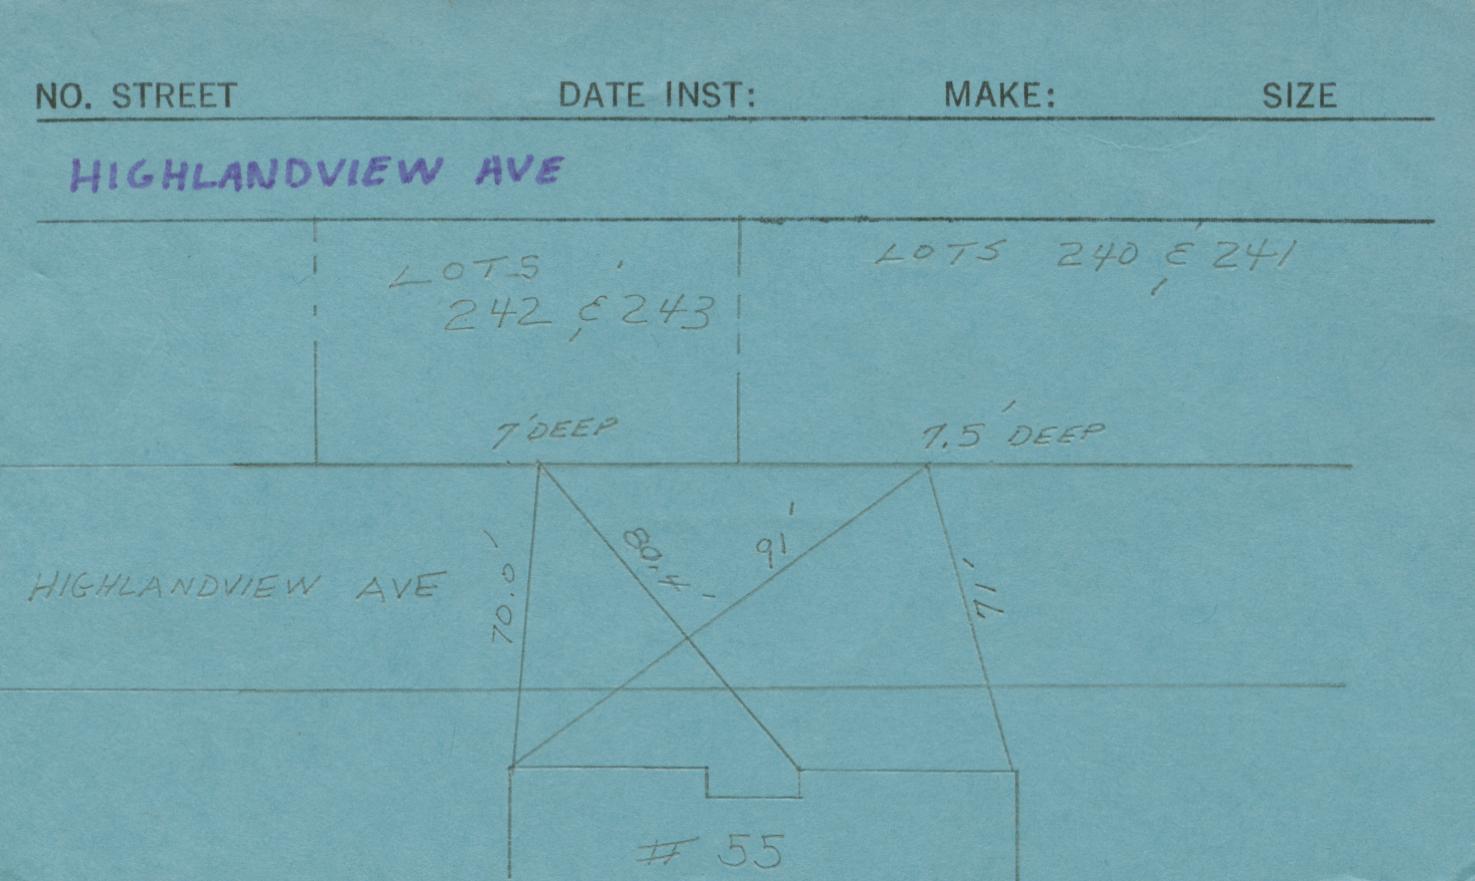 NO. STREET DATE INST: MAKE: SIZE
HIGHLANDVIEW AVE
LOTS
242 & 243
LOTS 240 & 241
7' DEEP
7.5' DEEP
80.4'
91'
70.0'
71'
HIGHLANDVIEW AVE
# 55